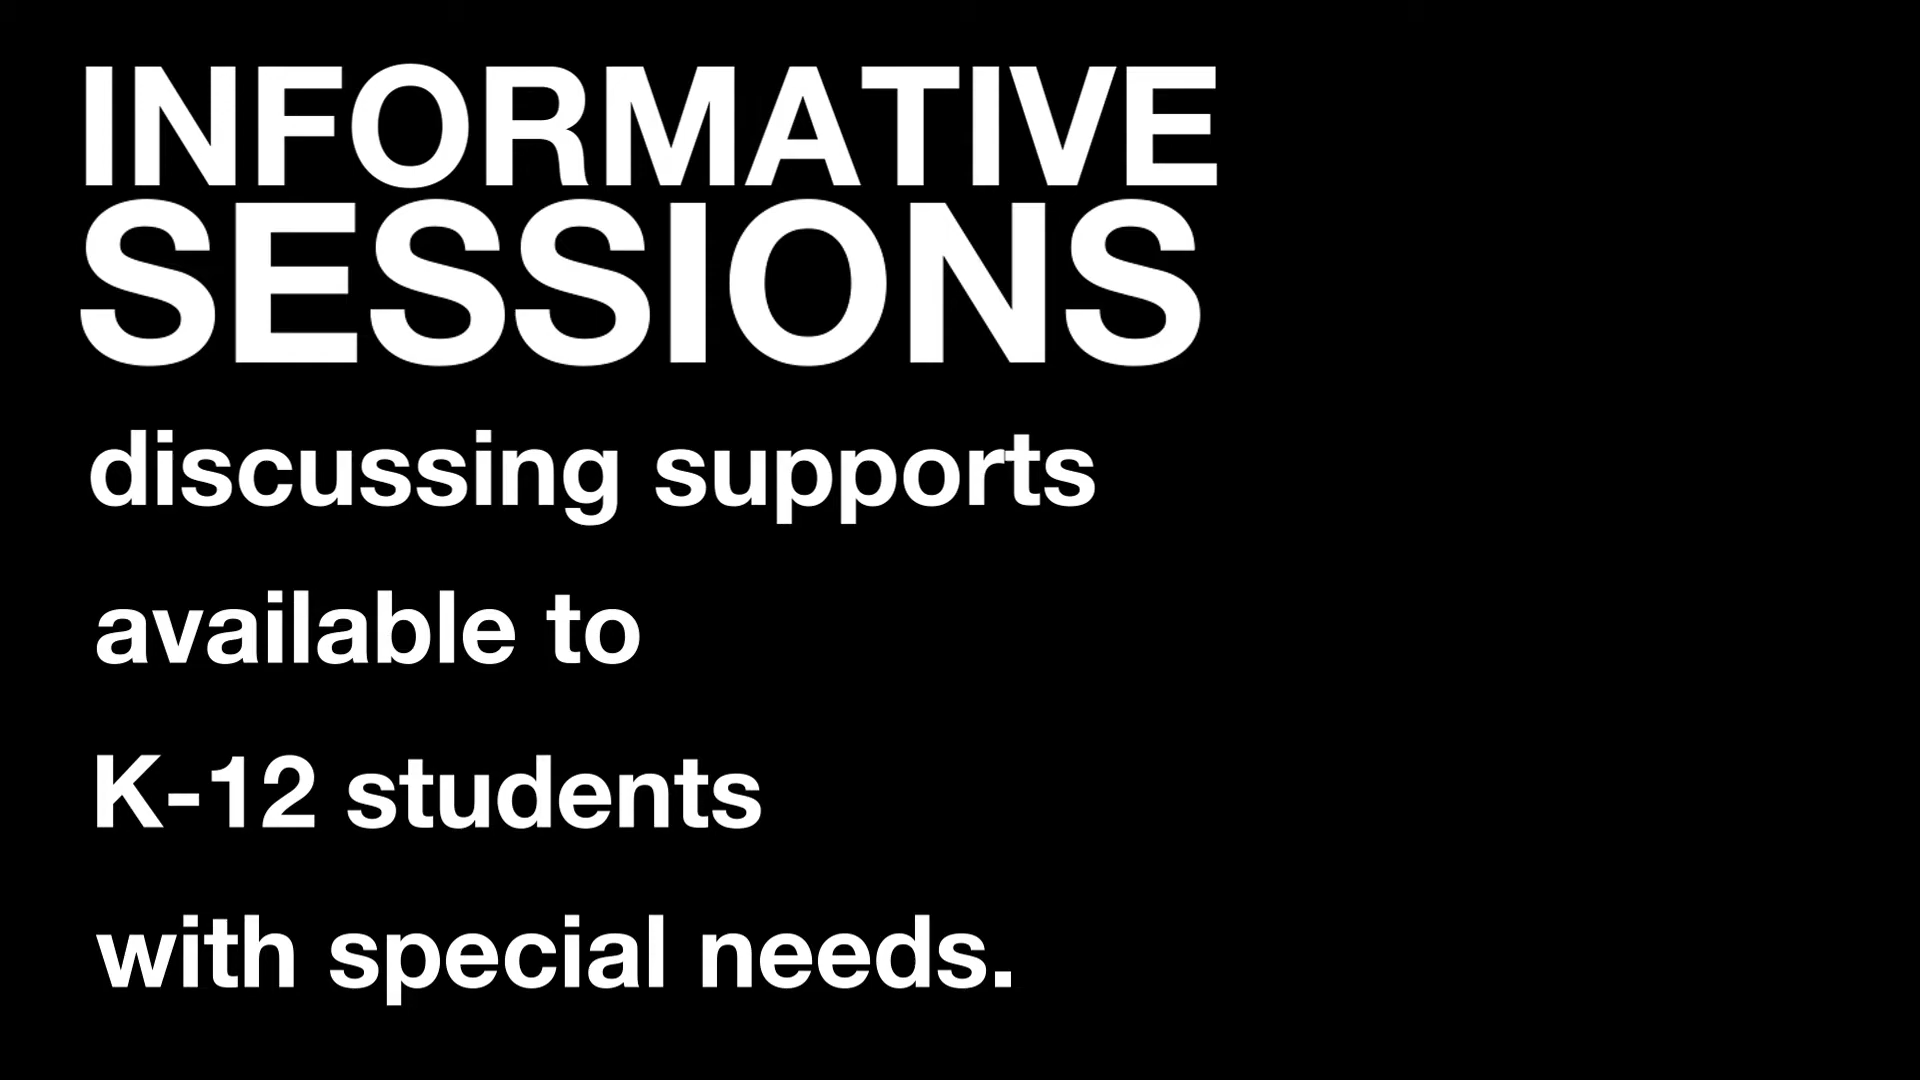 INFORMATIVE
SESSIONS
discussing supports
available to
K-12 students
with special needs.